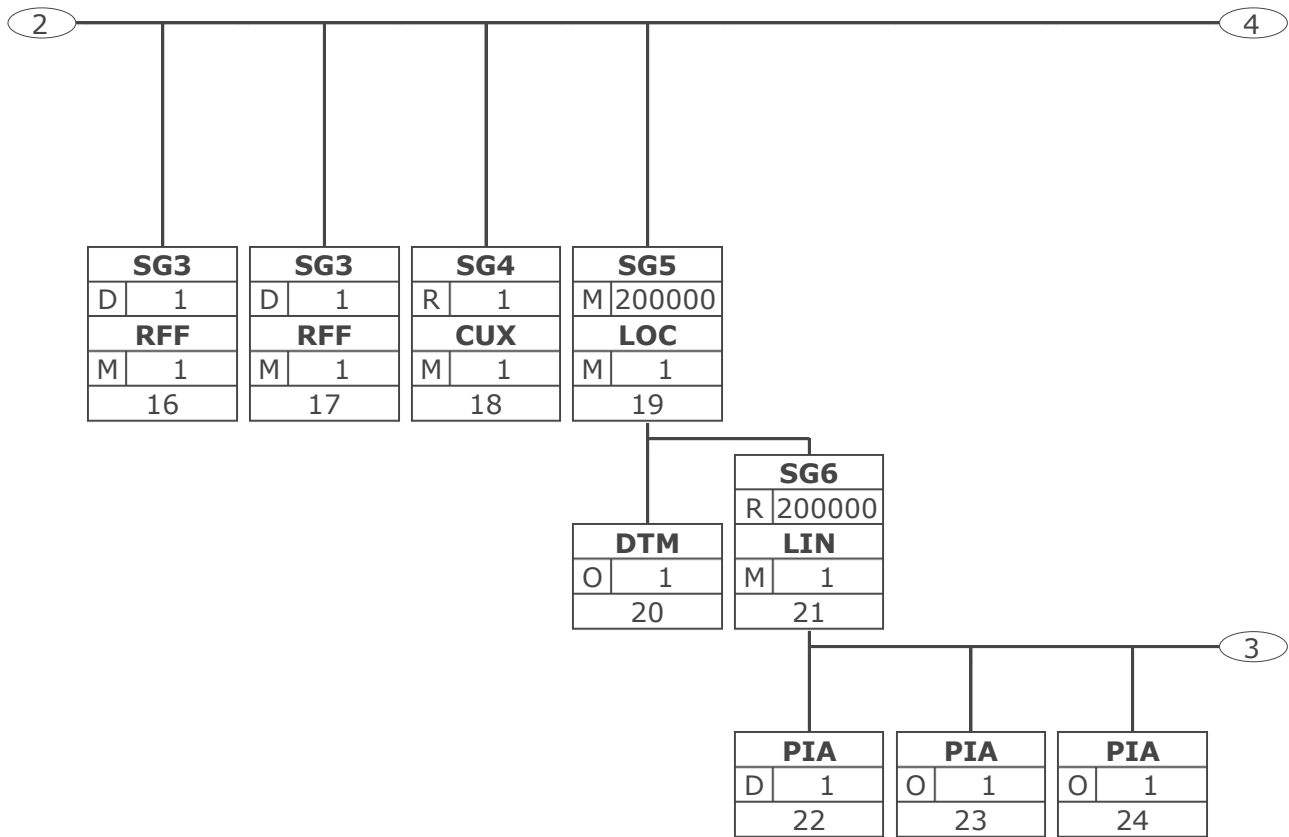 2 4
SG3 SG3 SG4 SG5
D 1 D 1 R 1 M 200000
RFF RFF CUX LOC
M 1 M 1 M 1 M 1
16 17 18 19
SG6
R 200000
DTM LIN
O 1 M 1
20 21
3
PIA PIA PIA
D 1 O 1 O 1
22 23 24